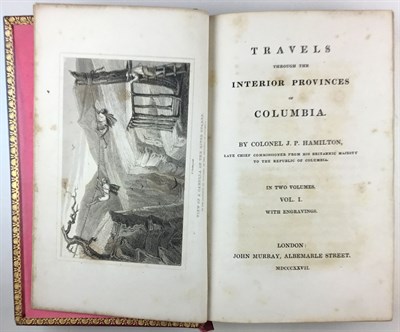 TRAVELS
THROUGH THE
INTERIOR PROVINCES
OF
COLUMBIA.
BY COLONEL J. P. HAMILTON,
LATE CHIEF COMMISSIONER FROM HIS BRITANNIC MAJESTY
TO THE REPUBLIC OF COLUMBIA.
IN TWO VOLUMES.
VOL. I.
WITH ENGRAVINGS.
LONDON:
JOHN MURRAY, ALBEMARLE STREET.
MDCCCXXVII.